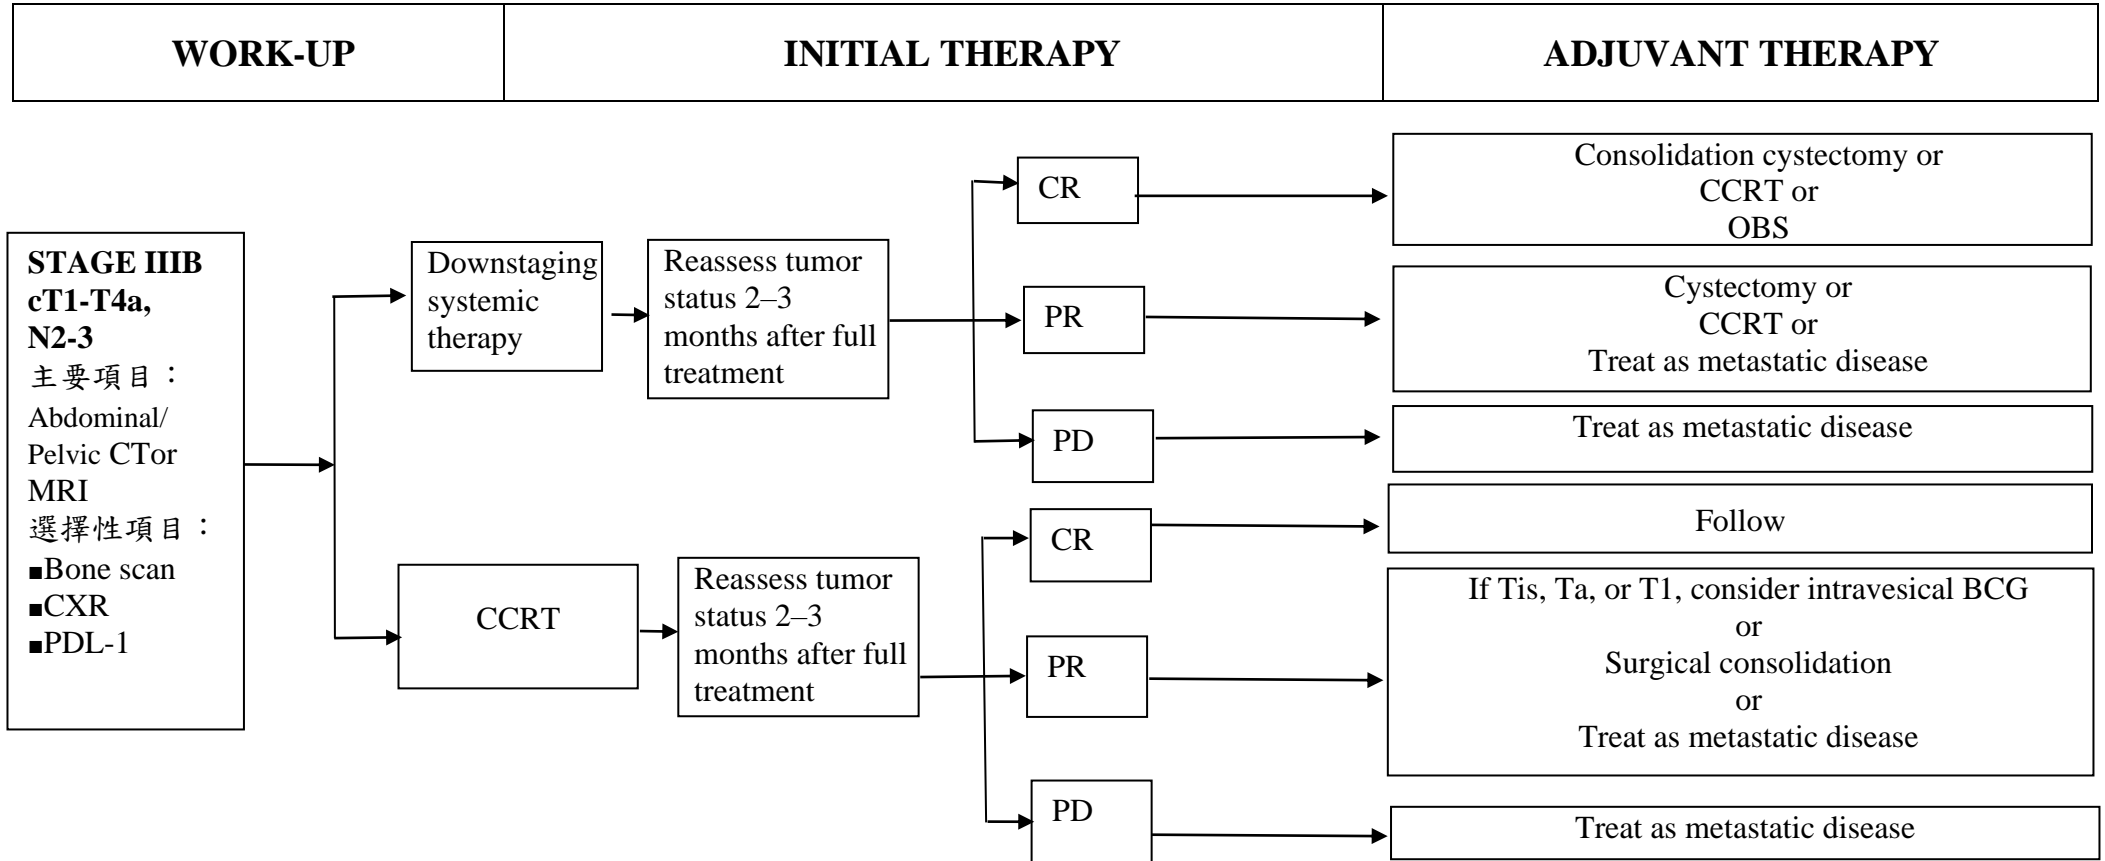 WORK-UP
INITIAL THERAPY
ADJUVANT THERAPY
STAGE IIIB
cT1-T4a,
N2-3
主要項目：
Abdominal/
Pelvic CTor
MRI
選擇性項目：
■Bone scan
■CXR
■PDL-1
Downstaging
systemic
therapy
Reassess tumor
status 2–3
months after full
treatment
CR
Consolidation cystectomy or
CCRT or
OBS
PR
Cystectomy or
CCRT or
Treat as metastatic disease
PD
Treat as metastatic disease
CCRT
Reassess tumor
status 2–3
months after full
treatment
CR
Follow
PR
If Tis, Ta, or T1, consider intravesical BCG
or
Surgical consolidation
or
Treat as metastatic disease
PD
Treat as metastatic disease